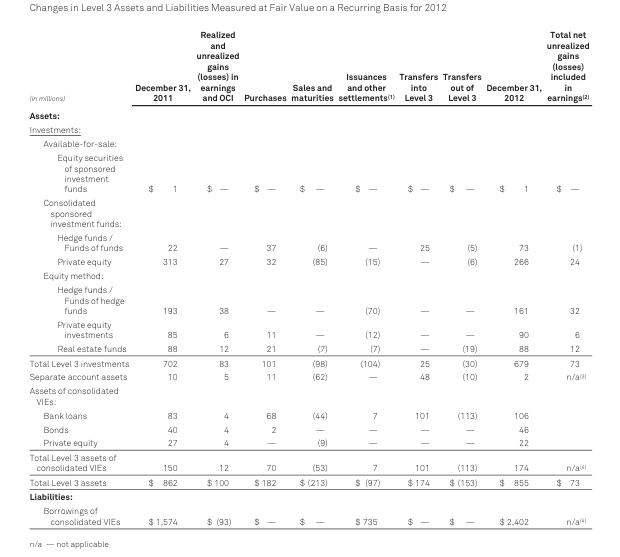 Changes in Level 3 Assets and Liabilities Measured at Fair Value on a Recurring Basis for 2012
(in millions) December 31, 2011 Realized and unrealized gains (losses) in earnings and OCI Purchases Sales and maturities Issuances and other settlements(1) Transfers into Level 3 Transfers out of Level 3 December 31, 2012 Total net unrealized gains (losses) included in earnings(2)
Assets:
Investments:
Available-for-sale:
Equity securities
of sponsored
investment
funds $ 1 $ — $ — $ — $ — $ — $ — $ 1 $ —
Consolidated
sponsored
investment funds:
Hedge funds /
Funds of funds 22 — 37 (6) — 25 (5) 73 (1)
Private equity 313 27 32 (85) (15) — (6) 266 24
Equity method:
Hedge funds /
Funds of hedge
funds 193 38 — — (70) — — 161 32
Private equity
investments 85 6 11 — (12) — — 90 6
Real estate funds 88 12 21 (7) (7) — (19) 88 12
Total Level 3 investments 702 83 101 (98) (104) 25 (30) 679 73
Separate account assets 10 5 11 (62) — 48 (10) 2 n/a(3)
Assets of consolidated
VIEs:
Bank loans 83 4 68 (44) 7 101 (113) 106
Bonds 40 4 2 — — — — 46
Private equity 27 4 — (9) — — — 22
Total Level 3 assets of
consolidated VIEs 150 12 70 (53) 7 101 (113) 174 n/a(4)
Total Level 3 assets $ 862 $ 100 $ 182 $ (213) $ (97) $ 174 $ (153) $ 855 $ 73
Liabilities:
Borrowings of
consolidated VIEs $ 1,574 $ (93) $ — $ — $ 735 $ — $ — $ 2,402 n/a(4)
n/a — not applicable